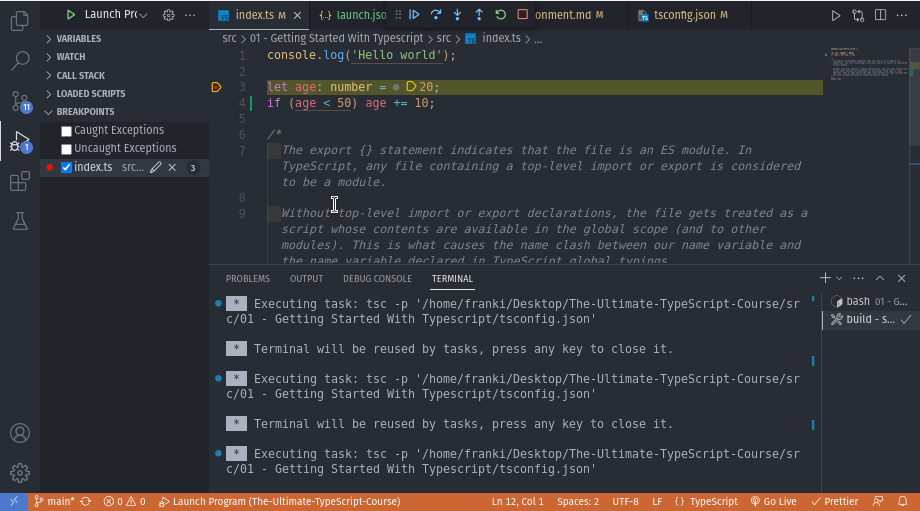 Launch Pr
index.ts M
launch.jso
onment.md M
tsconfig.json
VARIABLES
WATCH
CALL STACK
LOADED SCRIPTS
BREAKPOINTS
Caught Exceptions
Uncaught Exceptions
index.ts src... 3
11
1
src > 01 - Getting Started With Typescript > src > index.ts > ...
1 console.log('Hello world');
2
3 let age: number = 20;
4 if (age < 50) age += 10;
5
6 /*
7 The export {} statement indicates that the file is an ES module. In
TypeScript, any file containing a top-level import or export is considered
to be a module.
8
9 Without top-level import or export declarations, the file gets treated as a
script whose contents are available in the global scope (and to other
modules). This is what causes the name clash between our name variable and
the name variable declared in TypeScript global typings.
PROBLEMS OUTPUT DEBUG CONSOLE TERMINAL
* Executing task: tsc -p '/home/franki/Desktop/The-Ultimate-TypeScript-Course/sr
c/01 - Getting Started With Typescript/tsconfig.json'
* Terminal will be reused by tasks, press any key to close it.
* Executing task: tsc -p '/home/franki/Desktop/The-Ultimate-TypeScript-Course/sr
c/01 - Getting Started With Typescript/tsconfig.json'
* Terminal will be reused by tasks, press any key to close it.
* Executing task: tsc -p '/home/franki/Desktop/The-Ultimate-TypeScript-Course/sr
c/01 - Getting Started With Typescript/tsconfig.json'
bash 01 - G...
build - s...
main* 0 0 Launch Program (The-Ultimate-TypeScript-Course) Ln 12, Col 1 Spaces: 2 UTF-8 LF { } TypeScript Go Live Prettier